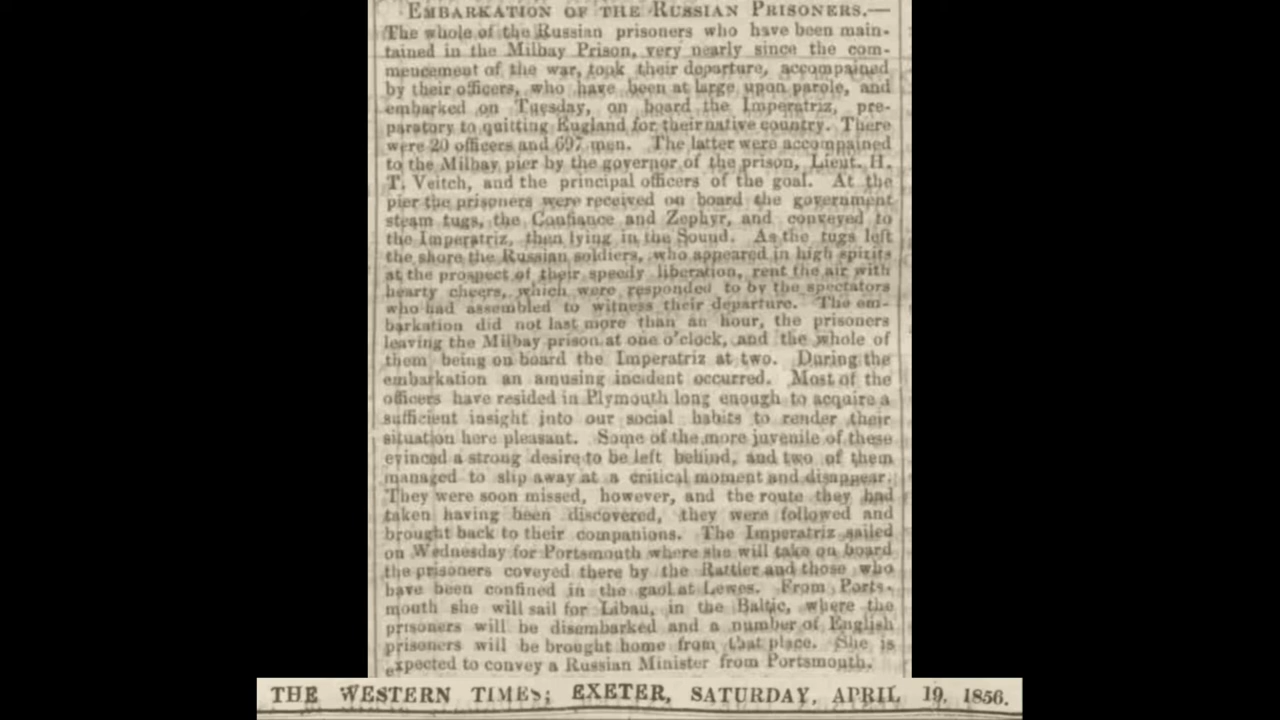 EMBARKATION OF THE RUSSIAN PRISONERS.—
The whole of the Russian prisoners who have been main-
tained in the Milbay Prison, very nearly since the com-
mencement of the war, took their departure, accompained
by their officers, who have been at large upon parole, and
embarked on Tuesday, on board the Imperatriz, pre-
paratory to quitting England for their native country. There
were 20 officers and 697 men. The latter were accompained
to the Milbay pier by the governor of the prison, Lieut. H.
T. Veitch, and the principal officers of the goal. At the
pier the prisoners were received on board the government
steam tugs, the Confiance and Zephyr, and conveyed to
the Imperatriz, then lying in the Sound. As the tugs left
the shore the Russian soldiers, who appeared in high spirits
at the prospect of their speedy liberation, rent the air with
hearty cheers, which were responded to by the spectators
who had assembled to witness their departure. The em-
barkation did not last more than an hour, the prisoners
leaving the Milbay prison at one o'clock, and the whole of
them being on board the Imperatriz at two. During the
embarkation an amusing incident occurred. Most of the
officers have resided in Plymouth long enough to acquire a
sufficient insight into our social habits to render their
situation here pleasant. Some of the more juvenile of these
evinced a strong desire to be left behind, and two of them
managed to slip away at a critical moment and disappear.
They were soon missed, however, and the route they had
taken having been discovered, they were followed and
brought back to their companions. The Imperatriz sailed
on Wednesday for Portsmouth where she will take on board
the prisoners coveyed there by the Rattler and those who
have been confined in the gaol at Lewes. From Ports-
mouth she will sail for Libau, in the Baltic, where the
prisoners will be disembarked and a number of English
prisoners will be brought home from that place. She is
expected to convey a Russian Minister from Portsmouth.
THE WESTERN TIMES; EXETER, SATURDAY, APRIL 19, 1856.